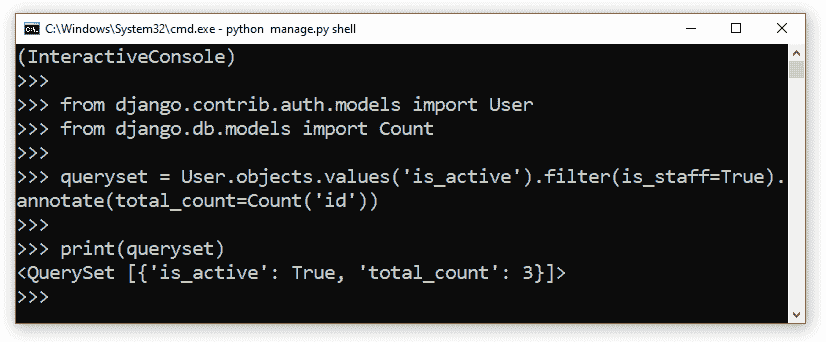 C:\Windows\System32\cmd.exe - python  manage.py shell
(InteractiveConsole)
>>>
>>> from django.contrib.auth.models import User
>>> from django.db.models import Count
>>>
>>> queryset = User.objects.values('is_active').filter(is_staff=True).
annotate(total_count=Count('id'))
>>>
>>> print(queryset)
<QuerySet [{'is_active': True, 'total_count': 3}]>
>>>